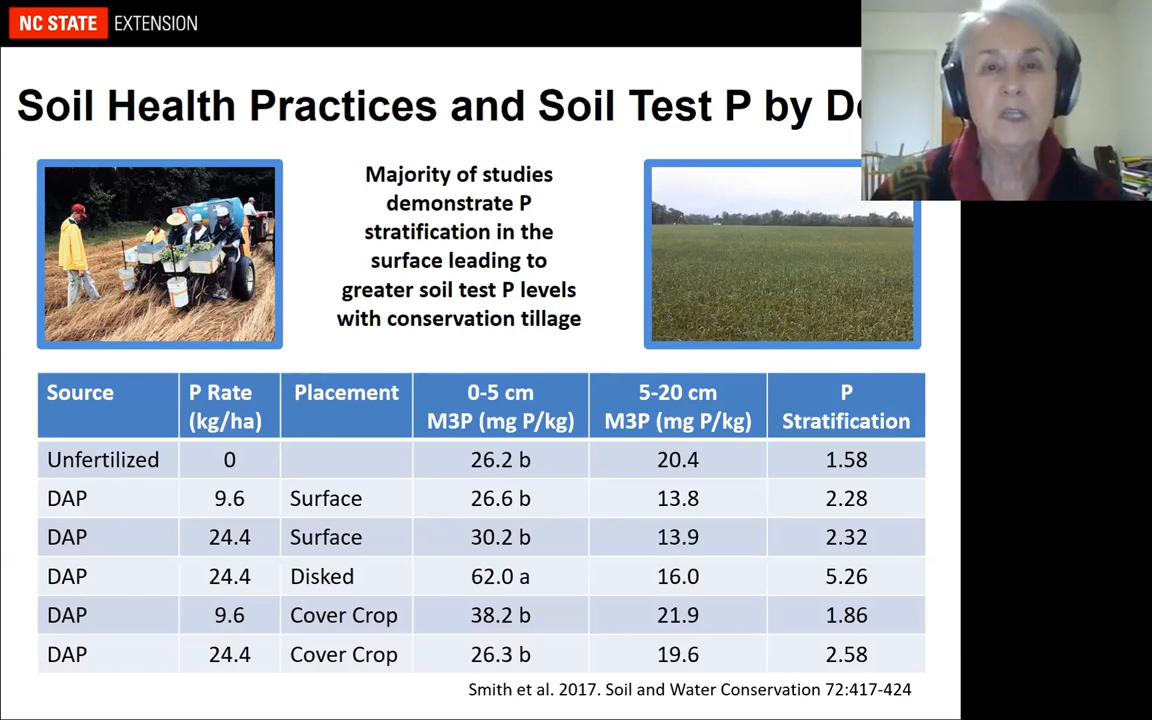 NC STATE EXTENSION
Soil Health Practices and Soil Test P by
Majority of studies
demonstrate P
stratification in the
surface leading to
greater soil test P levels
with conservation tillage
Source P Rate (kg/ha) Placement 0-5 cm M3P (mg P/kg) 5-20 cm M3P (mg P/kg) P Stratification
Unfertilized 0 26.2 b 20.4 1.58
DAP 9.6 Surface 26.6 b 13.8 2.28
DAP 24.4 Surface 30.2 b 13.9 2.32
DAP 24.4 Disked 62.0 a 16.0 5.26
DAP 9.6 Cover Crop 38.2 b 21.9 1.86
DAP 24.4 Cover Crop 26.3 b 19.6 2.58
Smith et al. 2017. Soil and Water Conservation 72:417-424